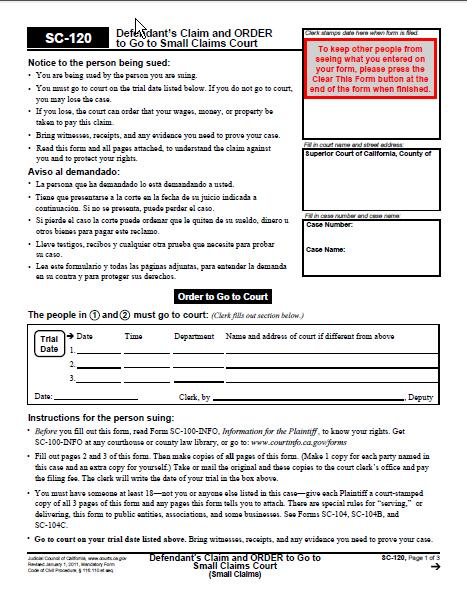 SC-120
Defendant's Claim and ORDER
to Go to Small Claims Court
Clerk stamps date here when form is filed.
To keep other people from
seeing what you entered on
your form, please press the
Clear This Form button at the
end of the form when finished.
Notice to the person being sued:
• You are being sued by the person you are suing.
• You must go to court on the trial date listed below. If you do not go to court,
you may lose the case.
• If you lose, the court can order that your wages, money, or property be
taken to pay this claim.
• Bring witnesses, receipts, and any evidence you need to prove your case.
• Read this form and all pages attached, to understand the claim against
you and to protect your rights.
Fill in court name and street address:
Superior Court of California, County of
Aviso al demandado:
• La persona que ha demandado lo está demandando a usted.
• Tiene que presentarse a la corte en la fecha de su juicio indicada a
continuación. Si no se presenta, puede perder el caso.
• Si pierde el caso la corte puede ordenar que le quiten de su sueldo, dinero u
otros bienes para pagar este reclamo.
• Lleve testigos, recibos y cualquier otra prueba que necesite para probar
su caso.
• Lea este formulario y todas las páginas adjuntas, para entender la demanda
en su contra y para proteger sus derechos.
Fill in case number and case name:
Case Number:
Case Name:
Order to Go to Court
The people in 1 and 2 must go to court: (Clerk fills out section below.)
Trial
Date
Date Time Department Name and address of court if different from above
1.
2.
3.
Date: Clerk, by , Deputy
Instructions for the person suing:
• Before you fill out this form, read Form SC-100-INFO, Information for the Plaintiff, to know your rights. Get
SC-100-INFO at any courthouse or county law library, or go to: www.courtinfo.ca.gov/forms
• Fill out pages 2 and 3 of this form. Then make copies of all pages of this form. (Make 1 copy for each party named in
this case and an extra copy for yourself.) Take or mail the original and these copies to the court clerk's office and pay
the filing fee. The clerk will write the date of your trial in the box above.
• You must have someone at least 18—not you or anyone else listed in this case—give each Plaintiff a court-stamped
copy of all 3 pages of this form and any pages this form tells you to attach. There are special rules for "serving," or
delivering, this form to public entities, associations, and some businesses. See Forms SC-104, SC-104B, and
SC-104C.
• Go to court on your trial date listed above. Bring witnesses, receipts, and any evidence you need to prove your case.
Judicial Council of California, www.courts.ca.gov
Revised January 1, 2011, Mandatory Form
Code of Civil Procedure, § 116.110 et seq.
Defendant's Claim and ORDER to Go to
Small Claims Court
(Small Claims)
SC-120, Page 1 of 3